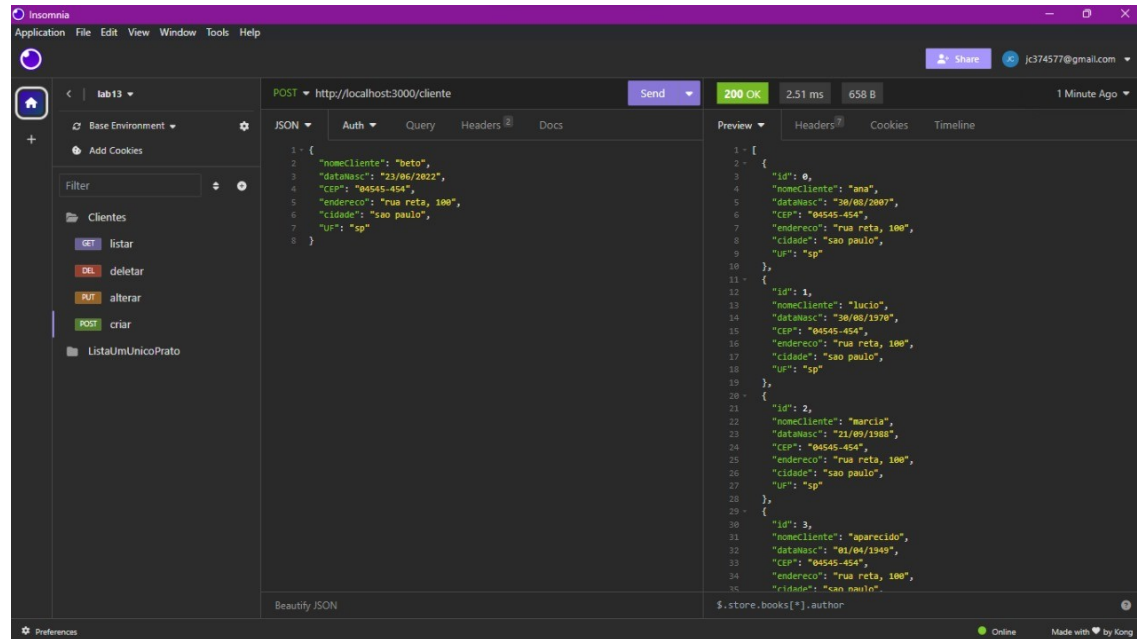 Insomnia
Application File Edit View Window Tools Help
Share
JC
jc374577@gmail.com
lab13
POST http://localhost:3000/cliente
Send
200 OK 2.51 ms 658 B
1 Minute Ago
Base Environment
Add Cookies
Filter
Clientes
GET listar
DEL deletar
PUT alterar
POST criar
ListaUmUnicoPrato
JSON Auth Query Headers 2 Docs
1 {
2 "nomeCliente": "beto",
3 "dataNasc": "23/06/2022",
4 "CEP": "04545-454",
5 "endereco": "rua reta, 100",
6 "cidade": "sao paulo",
7 "UF": "sp"
8 }
Beautify JSON
Preview Headers 7 Cookies Timeline
1 [
2 {
3 "id": 0,
4 "nomeCliente": "ana",
5 "dataNasc": "30/08/2007",
6 "CEP": "04545-454",
7 "endereco": "rua reta, 100",
8 "cidade": "sao paulo",
9 "UF": "sp"
10 },
11 {
12 "id": 1,
13 "nomeCliente": "lucio",
14 "dataNasc": "30/08/1970",
15 "CEP": "04545-454",
16 "endereco": "rua reta, 100",
17 "cidade": "sao paulo",
18 "UF": "sp"
19 },
20 {
21 "id": 2,
22 "nomeCliente": "marcia",
23 "dataNasc": "21/09/1988",
24 "CEP": "04545-454",
25 "endereco": "rua reta, 100",
26 "cidade": "sao paulo",
27 "UF": "sp"
28 },
29 {
30 "id": 3,
31 "nomeCliente": "aparecido",
32 "dataNasc": "01/04/1949",
33 "CEP": "04545-454",
34 "endereco": "rua reta, 100",
35 "cidade": "sao paulo",
$.store.books[*].author
Preferences
Online
Made with ♥ by Kong